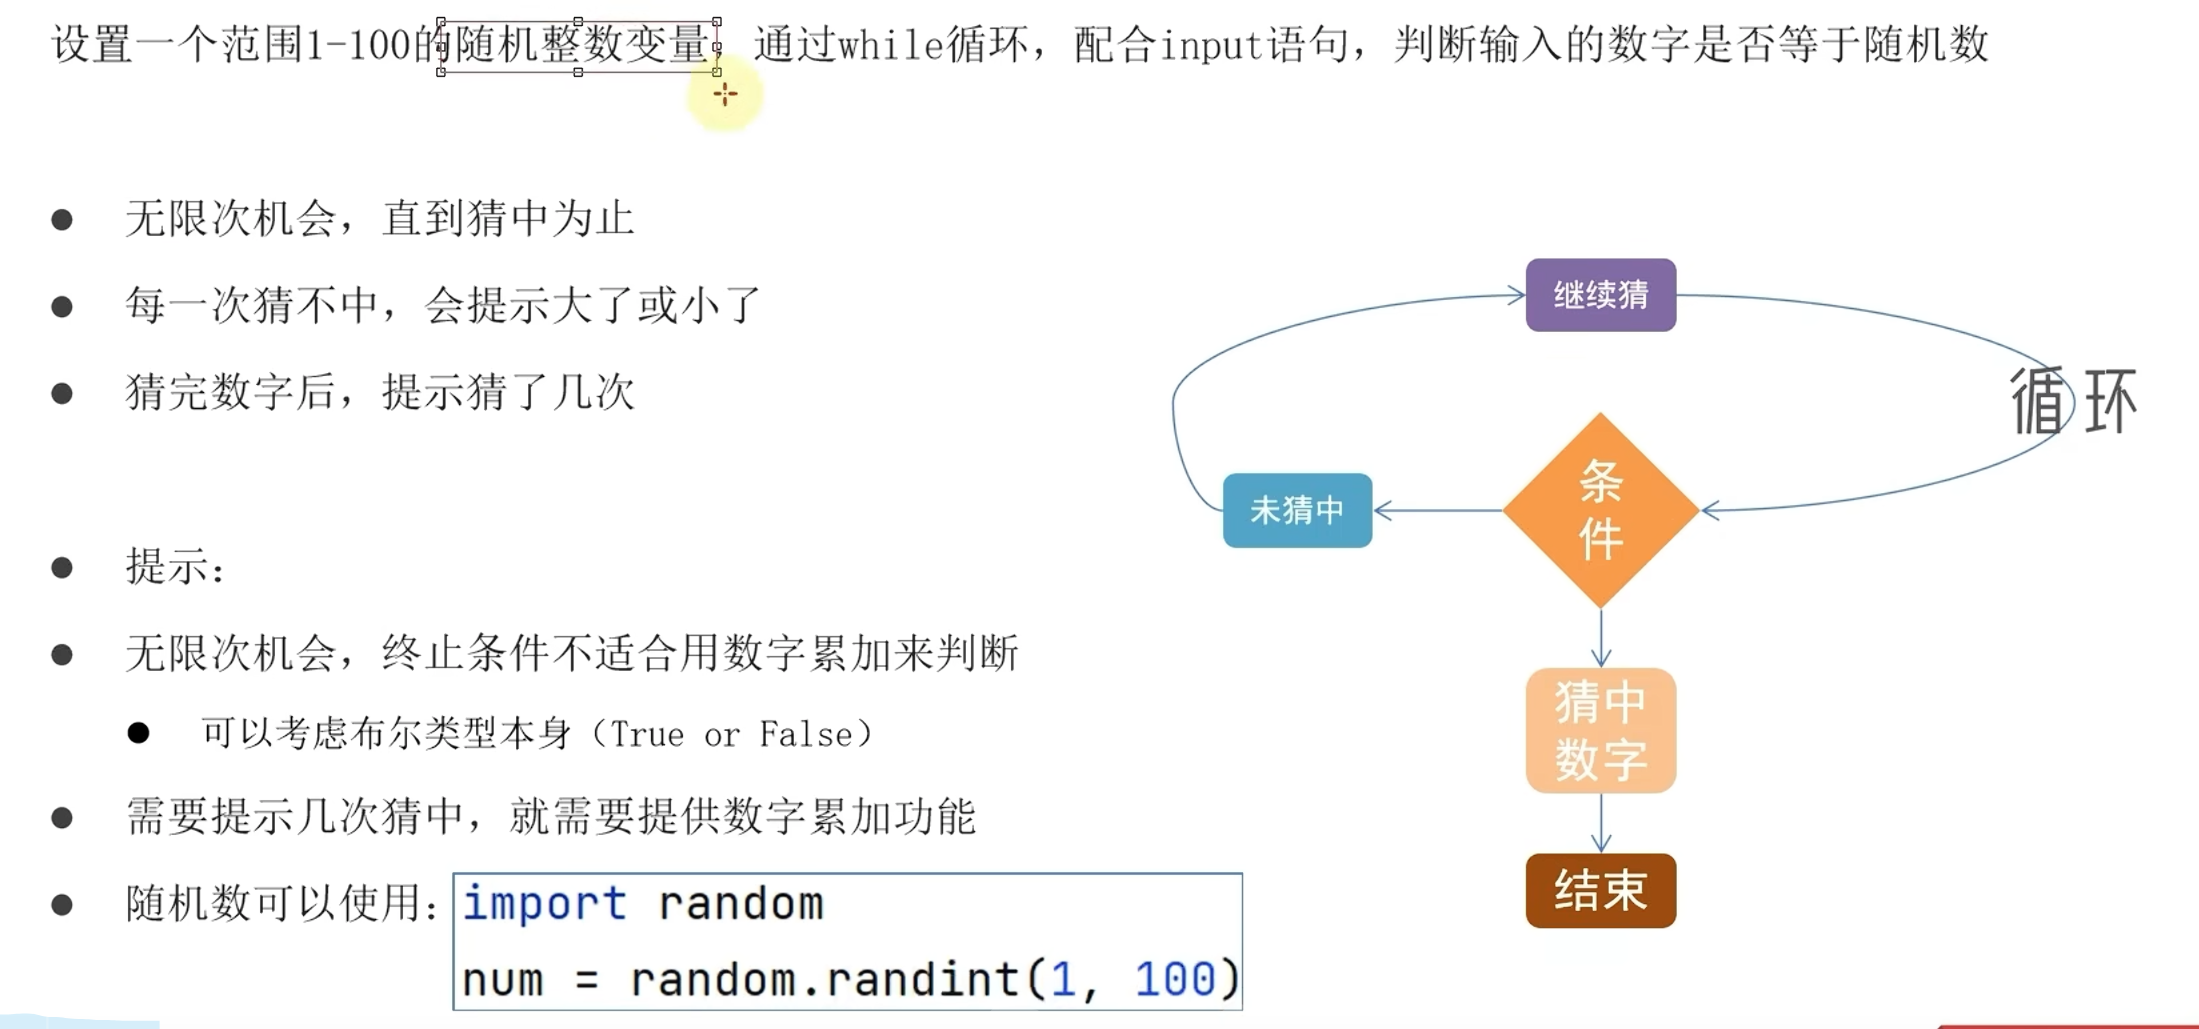 设置一个范围1-100的随机整数变量，通过while循环，配合input语句，判断输入的数字是否等于随机数
无限次机会，直到猜中为止
每一次猜不中，会提示大了或小了
猜完数字后，提示猜了几次
提示：
无限次机会，终止条件不适合用数字累加来判断
可以考虑布尔类型本身（True or False）
需要提示几次猜中，就需要提供数字累加功能
随机数可以使用：
import random
num = random.randint(1, 100)
继续猜
循环
条
件
未猜中
猜中
数字
结束